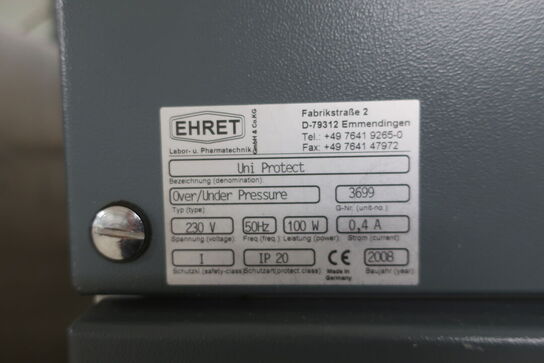 EHRET
GmbH & Co.KG
Labor- u. Pharmatechnik
Fabrikstraße 2
D-79312 Emmendingen
Tel.: +49 7641 9265-0
Fax: +49 7641 47972
Uni Protect
Bezeichnung (denomination)
Over/Under Pressure 3699
Typ (type) G-Nr. (unit-no.)
230 V 50Hz 100 W 0,4 A
Spannung (voltage) Freq (freq.) Leistung (power) Strom (current)
I IP 20 CE 2008
Schutzkl (safety-class) Schutzart(protect.class) Made in Germany Baujahr (year)